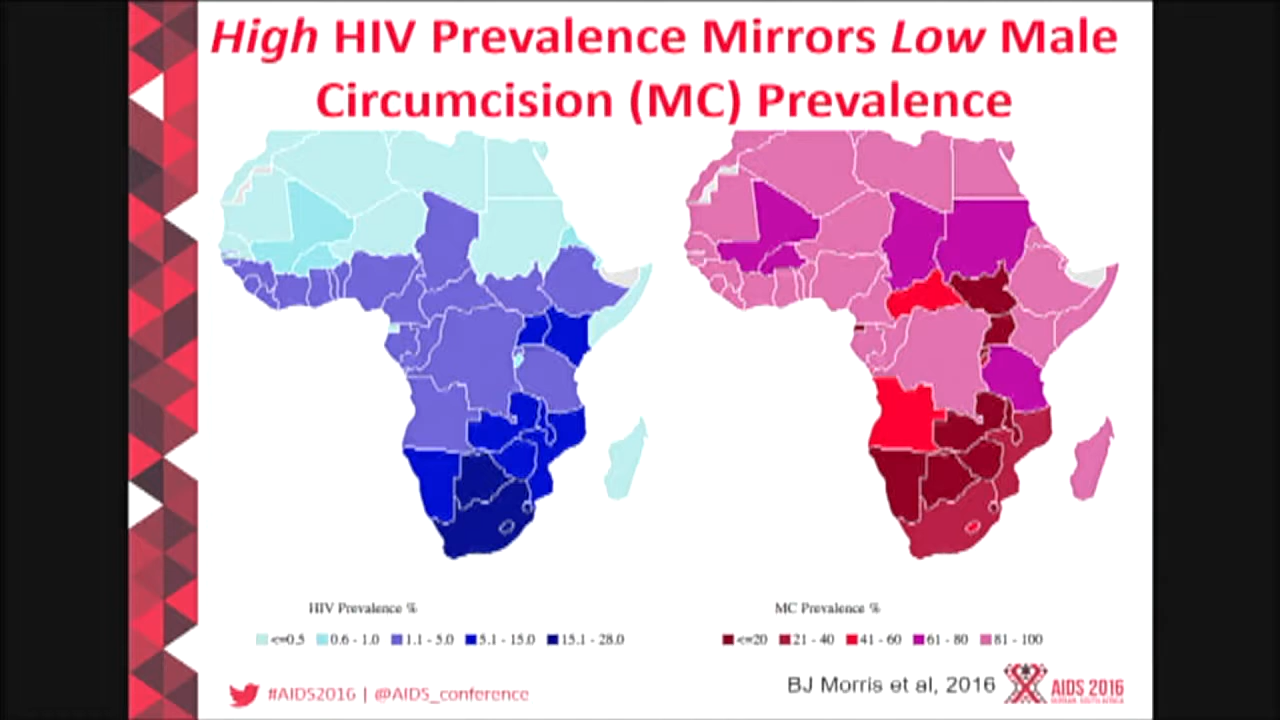 High HIV Prevalence Mirrors Low Male
Circumcision (MC) Prevalence
HIV Prevalence %
<=0.5 0.6 - 1.0 1.1 - 5.0 5.1 - 15.0 15.1 - 28.0
MC Prevalence %
<=20 21 - 40 41 - 60 61 - 80 81 - 100
#AIDS2016 | @AIDS_conference
BJ Morris et al, 2016
AIDS 2016